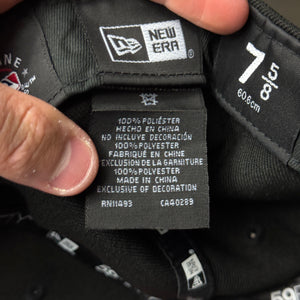 NEW
ERA
7 5/8
60.6cm
100% POLIÉSTER
HECHO EN CHINA
NO INCLUYE DECORACIÓN
100% POLYESTER
FABRIQUÉ EN CHINE
EXCLUSION DE LA GARNITURE
100% POLYESTER
MADE IN CHINA
EXCLUSIVE OF DECORATION
RN11493 CA40289